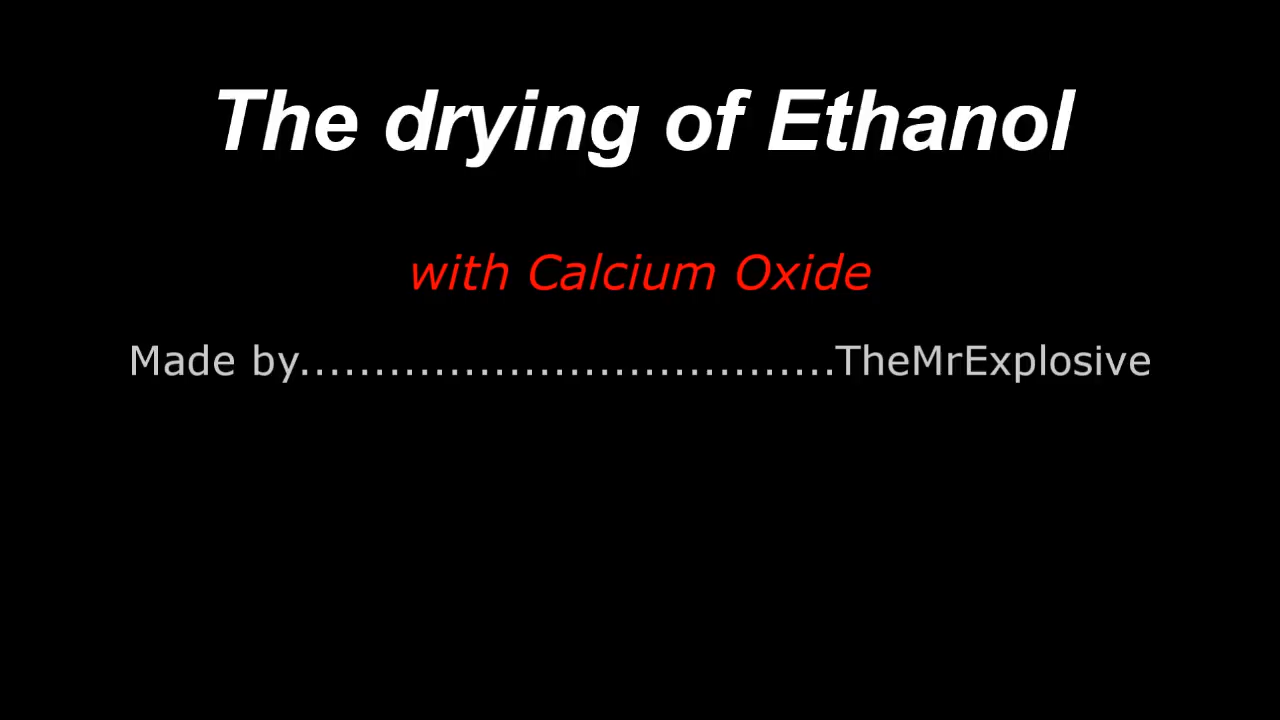 The drying of Ethanol
with Calcium Oxide
Made by....................................TheMrExplosive